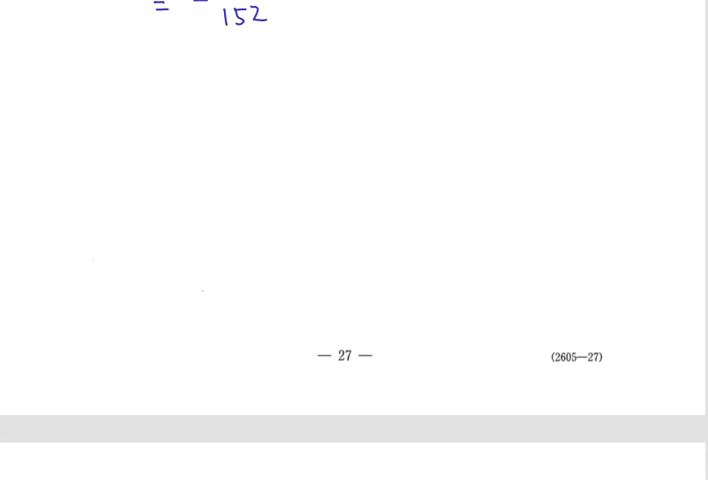 =
152
— 27 —
(2605—27)